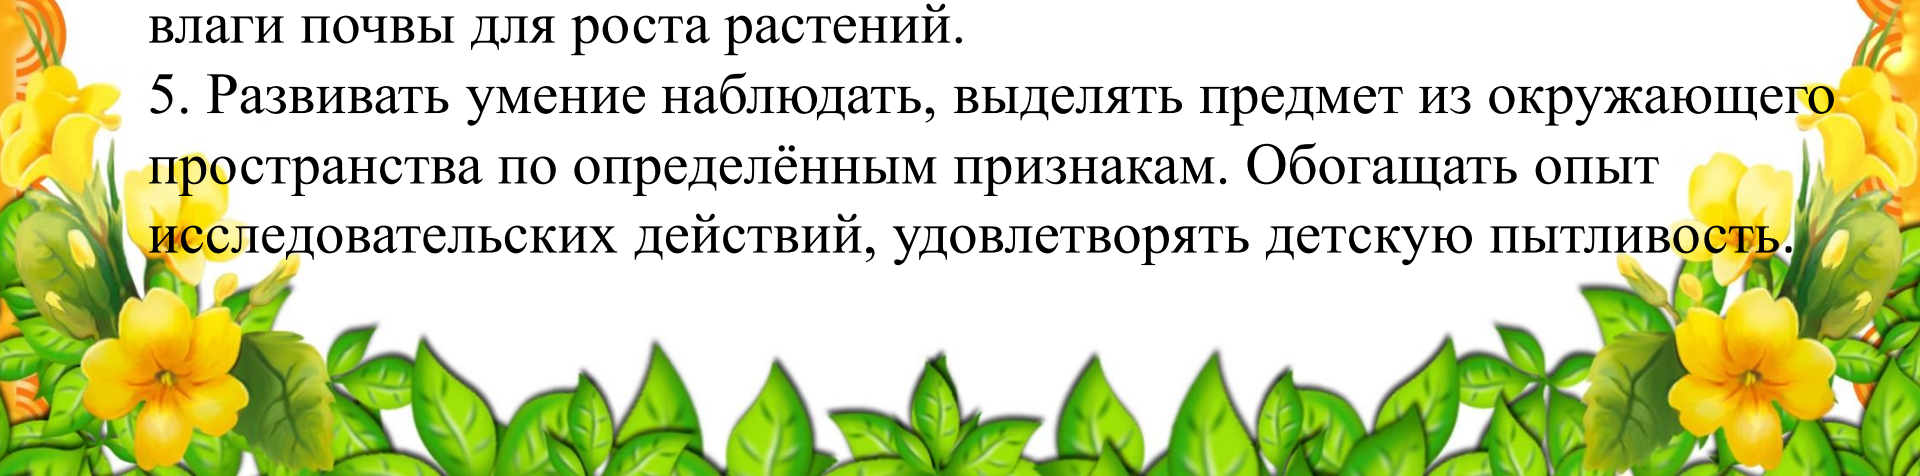 влаги почвы для роста растений.
5. Развивать умение наблюдать, выделять предмет из окружающего
пространства по определённым признакам. Обогащать опыт
исследовательских действий, удовлетворять детскую пытливость.